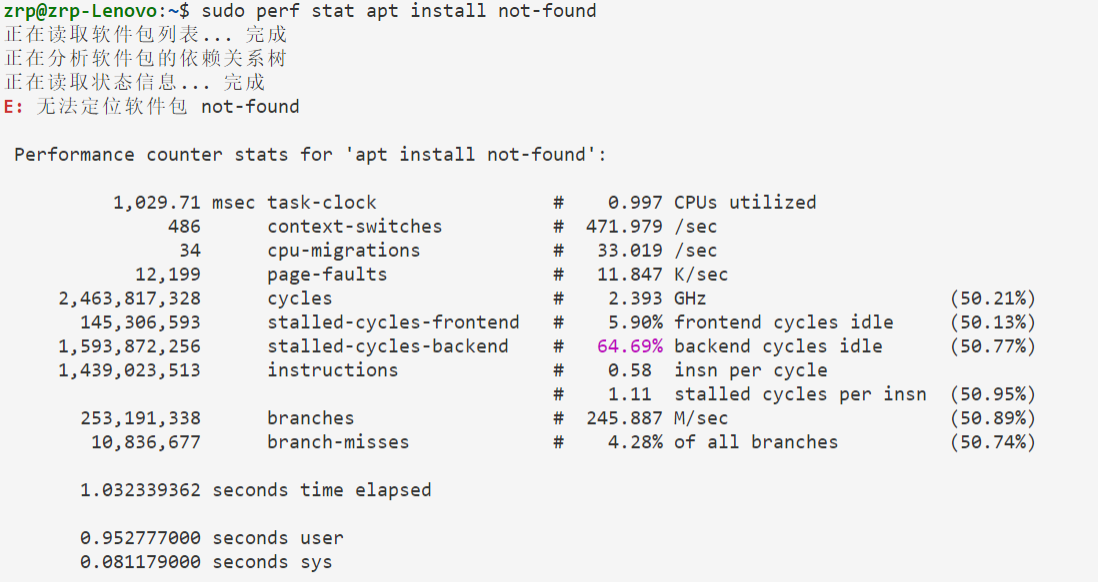 zrp@zrp-Lenovo:~$ sudo perf stat apt install not-found
正在读取软件包列表... 完成
正在分析软件包的依赖关系树
正在读取状态信息... 完成
E: 无法定位软件包 not-found
Performance counter stats for 'apt install not-found':
1,029.71 msec task-clock # 0.997 CPUs utilized
486 context-switches # 471.979 /sec
34 cpu-migrations # 33.019 /sec
12,199 page-faults # 11.847 K/sec
2,463,817,328 cycles # 2.393 GHz (50.21%)
145,306,593 stalled-cycles-frontend # 5.90% frontend cycles idle (50.13%)
1,593,872,256 stalled-cycles-backend # 64.69% backend cycles idle (50.77%)
1,439,023,513 instructions # 0.58 insn per cycle
# 1.11 stalled cycles per insn (50.95%)
253,191,338 branches # 245.887 M/sec (50.89%)
10,836,677 branch-misses # 4.28% of all branches (50.74%)
1.032339362 seconds time elapsed
0.952777000 seconds user
0.081179000 seconds sys